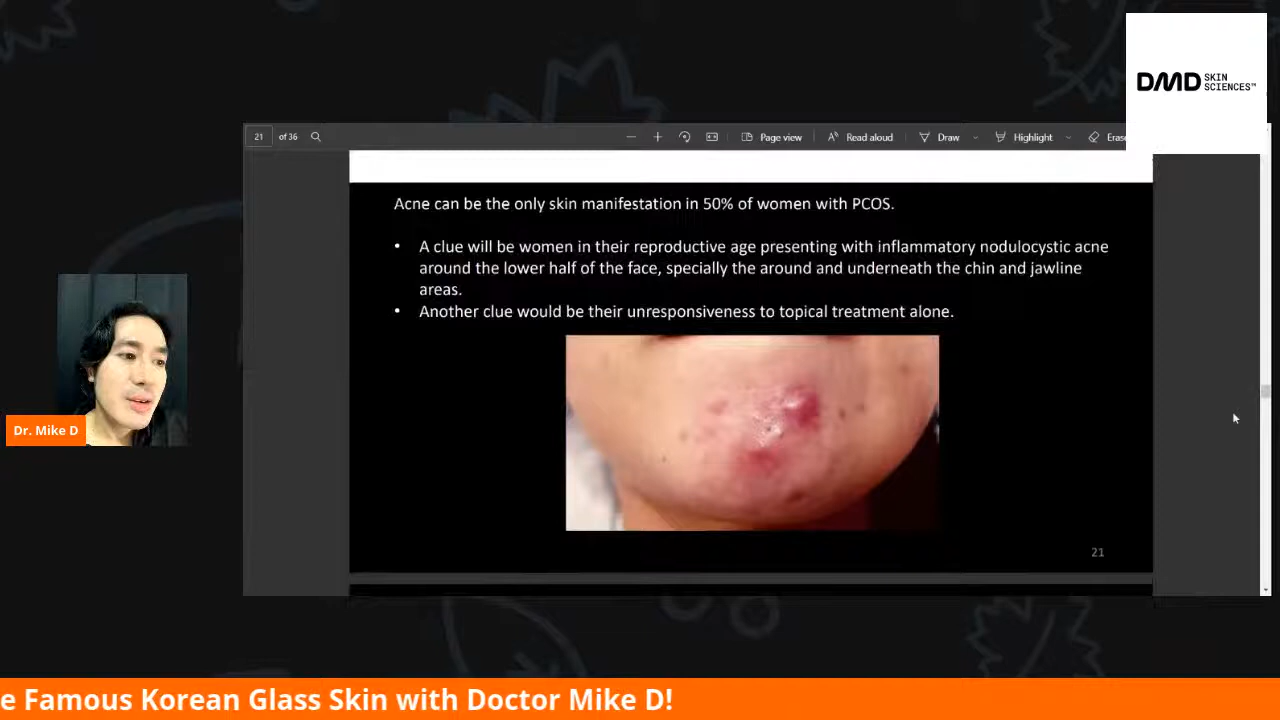 DMD SKIN
SCIENCES™
21 of 36
Page view
Read aloud
Draw
Highlight
Acne can be the only skin manifestation in 50% of women with PCOS.
• A clue will be women in their reproductive age presenting with inflammatory nodulocystic acne
around the lower half of the face, specially the around and underneath the chin and jawline
areas.
• Another clue would be their unresponsiveness to topical treatment alone.
Dr. Mike D
21
e Famous Korean Glass Skin with Doctor Mike D!